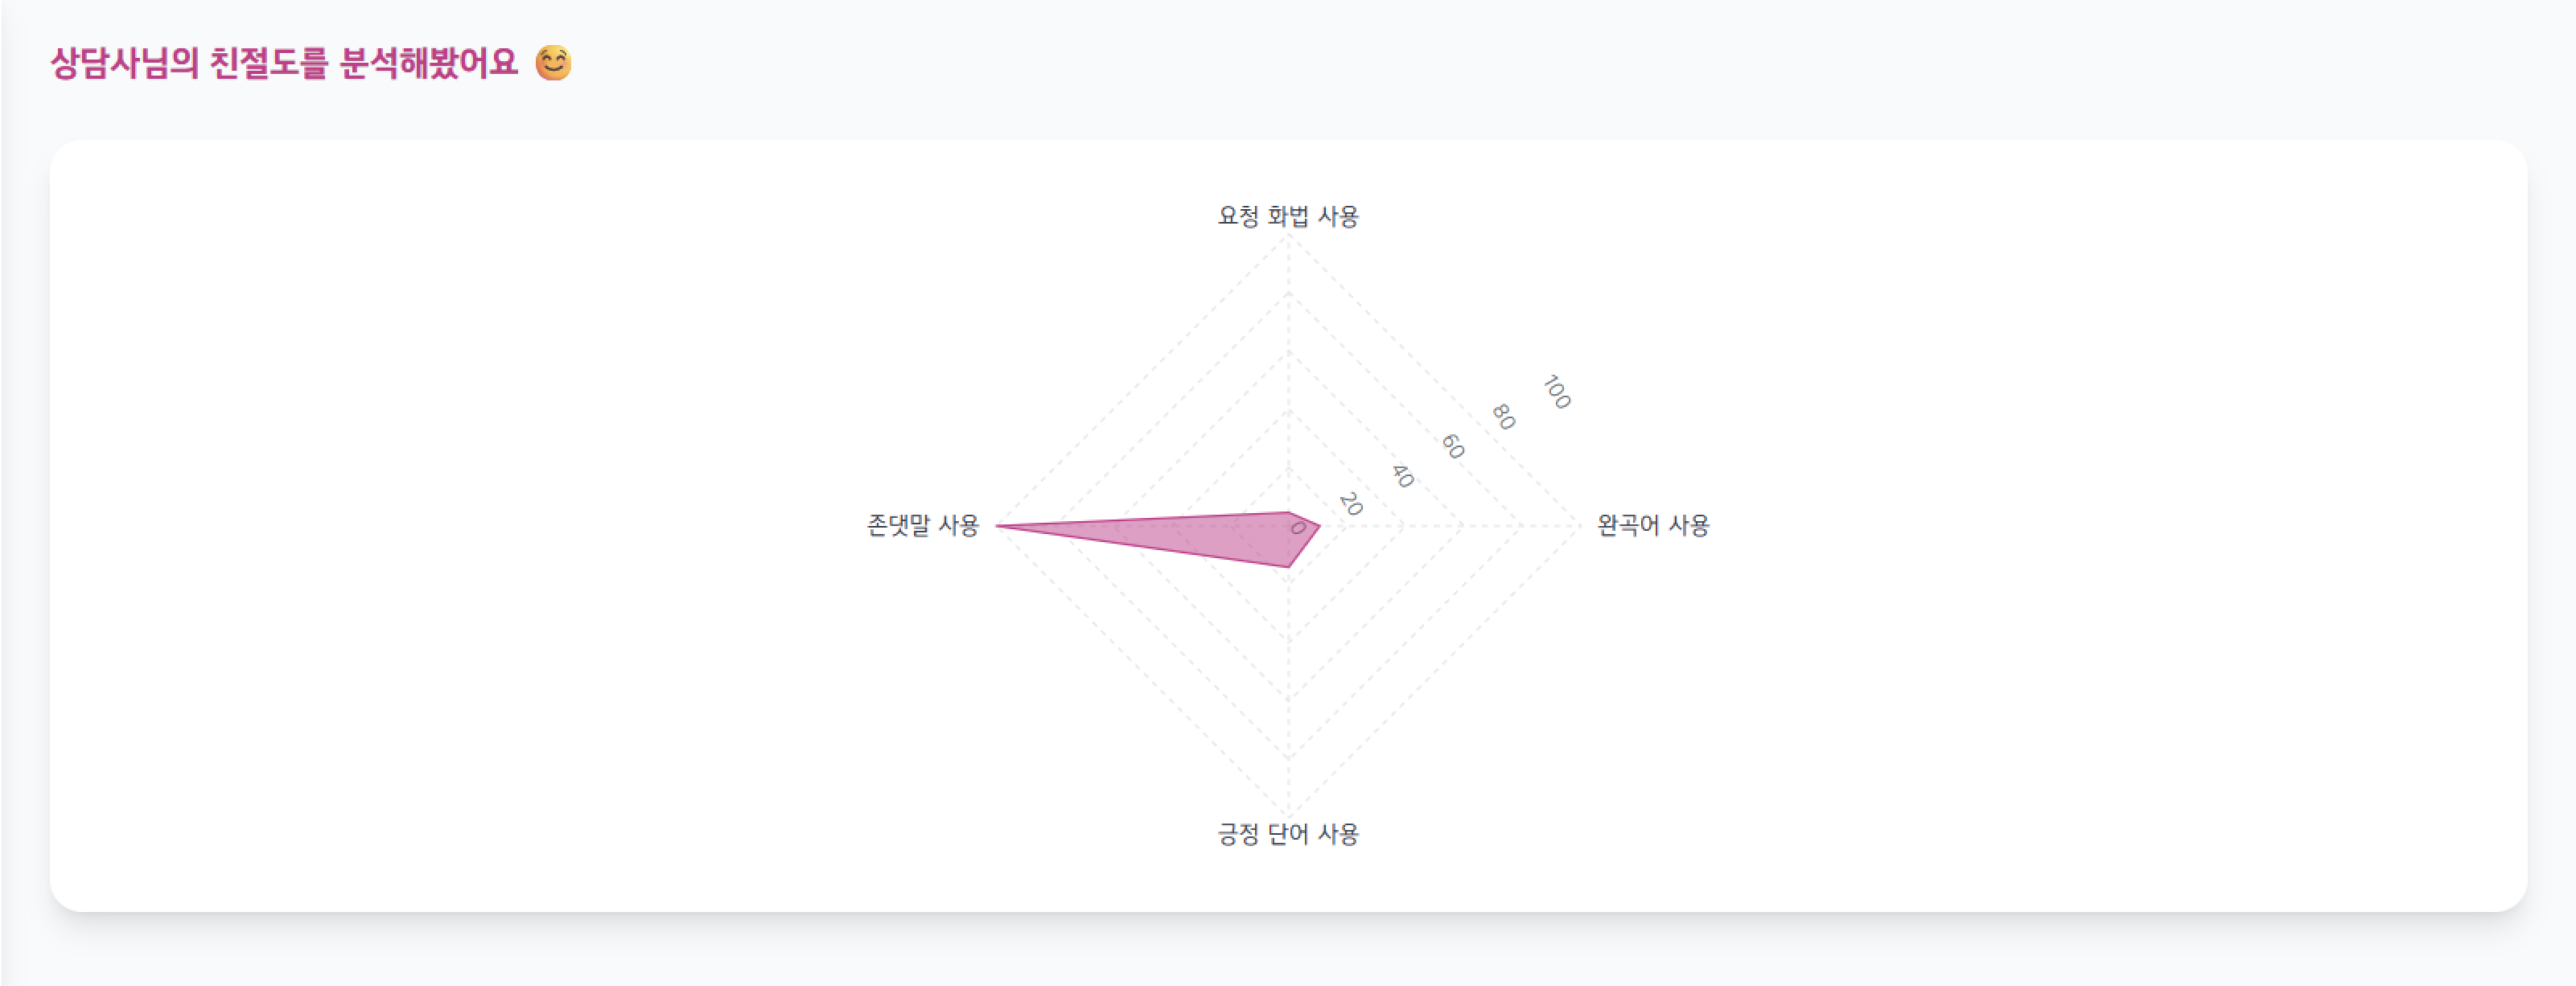 상담사님의 친절도를 분석해봤어요 😊
요청 화법 사용
100
80
60
40
20
0
존댓말 사용
완곡어 사용
긍정 단어 사용